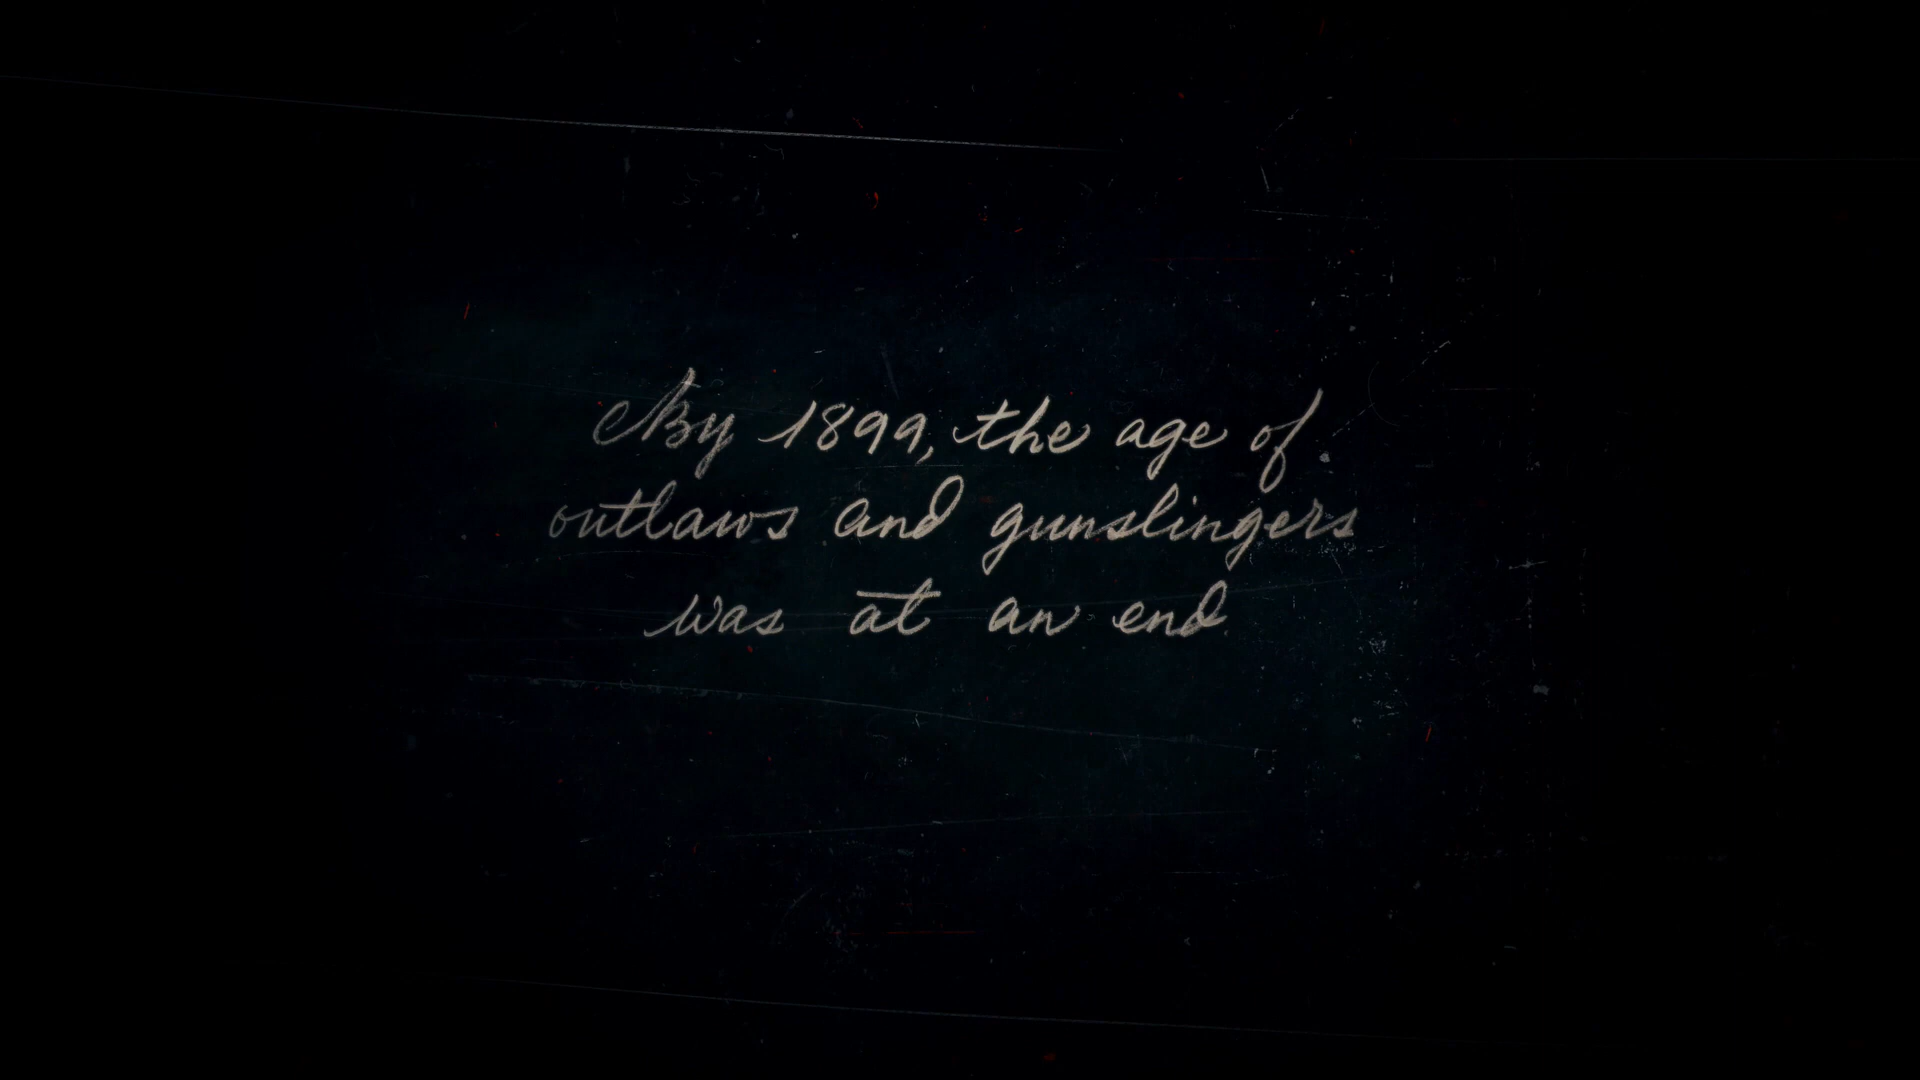 By 1899, the age of
outlaws and gunslingers
was at an end